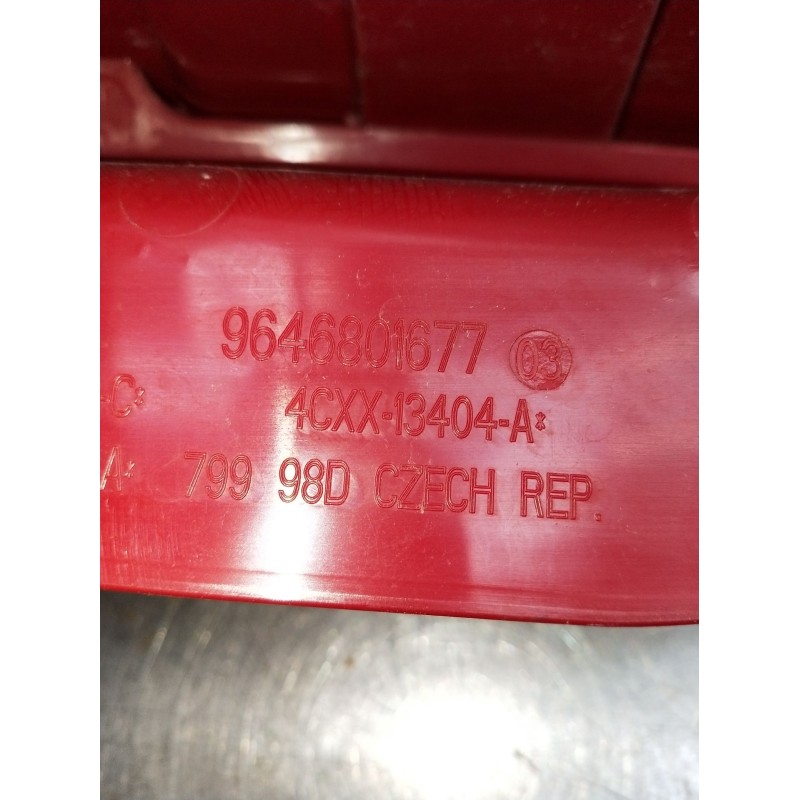 9646801677 03
-C* 4CXX-13404-A*
A* 799 98D CZECH REP.